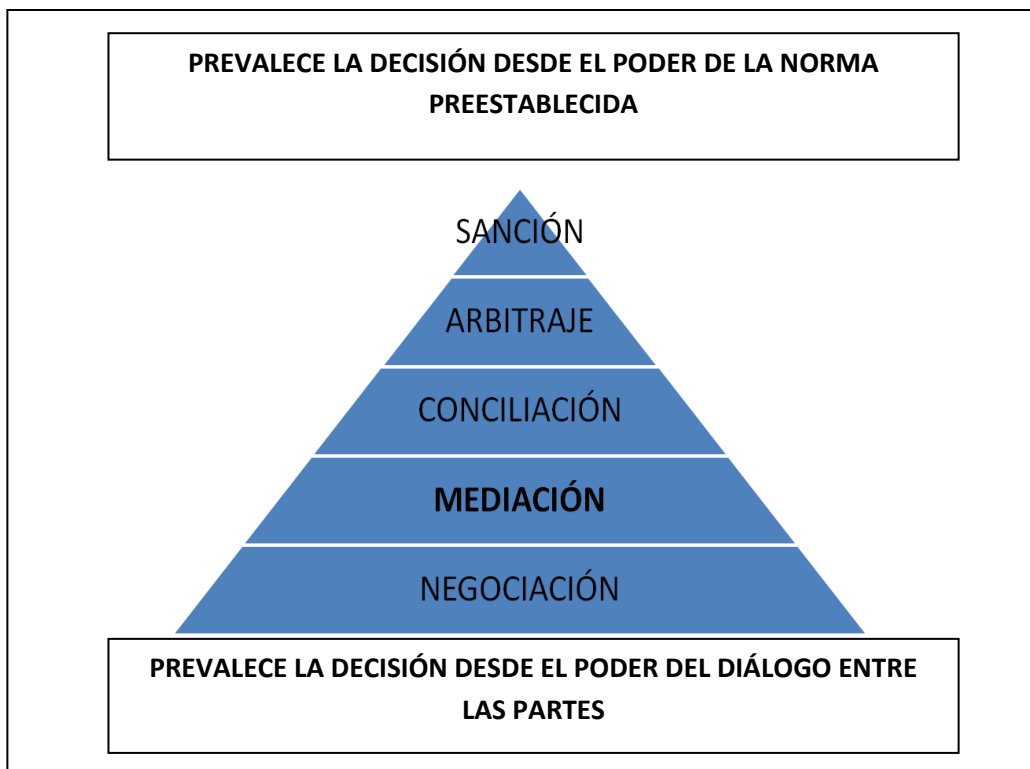 PREVALECE LA DECISIÓN DESDE EL PODER DE LA NORMA
PREESTABLECIDA
SANCIÓN
ARBITRAJE
CONCILIACIÓN
MEDIACIÓN
NEGOCIACIÓN
PREVALECE LA DECISIÓN DESDE EL PODER DEL DIÁLOGO ENTRE
LAS PARTES